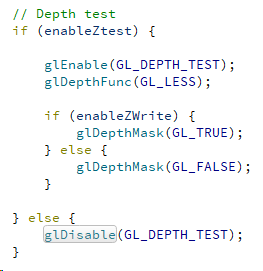 // Depth test
if (enableZtest) {
glEnable(GL_DEPTH_TEST);
glDepthFunc(GL_LESS);
if (enableZWrite) {
glDepthMask(GL_TRUE);
} else {
glDepthMask(GL_FALSE);
}
} else {
glDisable(GL_DEPTH_TEST);
}